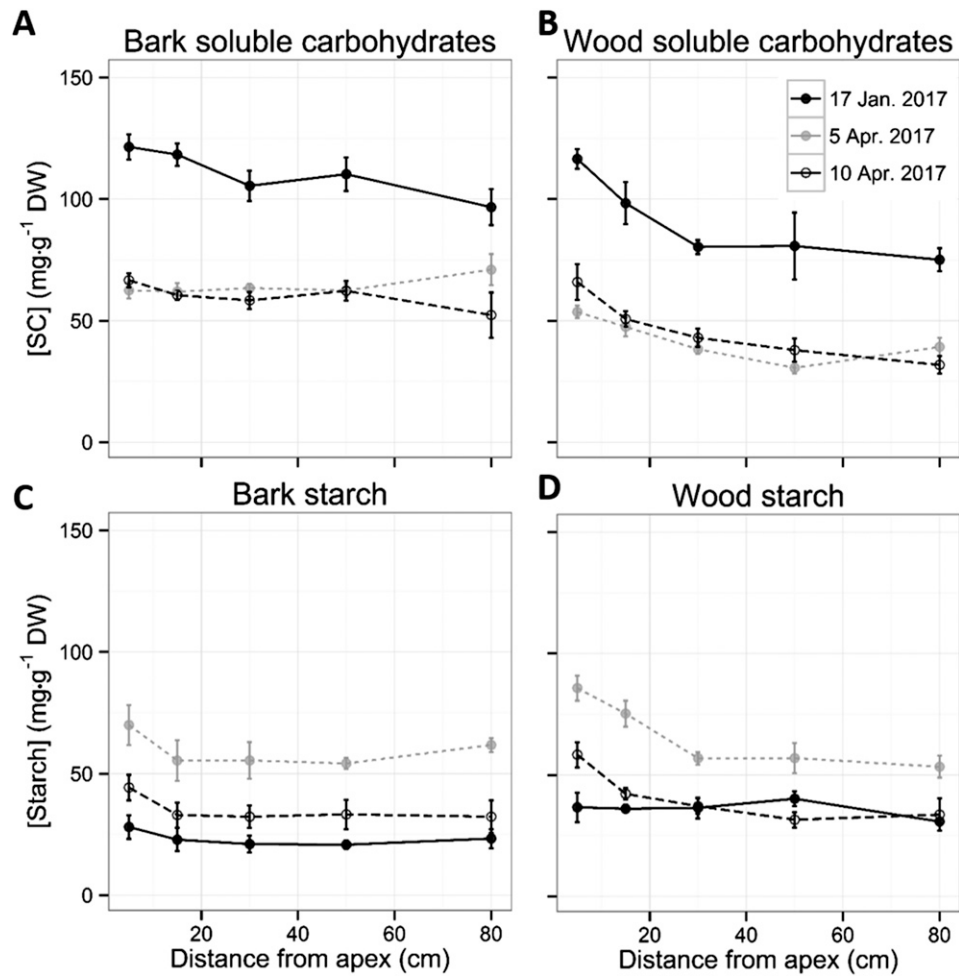 A
Bark soluble carbohydrates
B
Wood soluble carbohydrates
150
100
50
0
[SC] (mg·g⁻¹ DW)
17 Jan. 2017
5 Apr. 2017
10 Apr. 2017
C
Bark starch
D
Wood starch
150
100
50
0
[Starch] (mg·g⁻¹ DW)
20 40 60 80
20 40 60 80
Distance from apex (cm)
Distance from apex (cm)